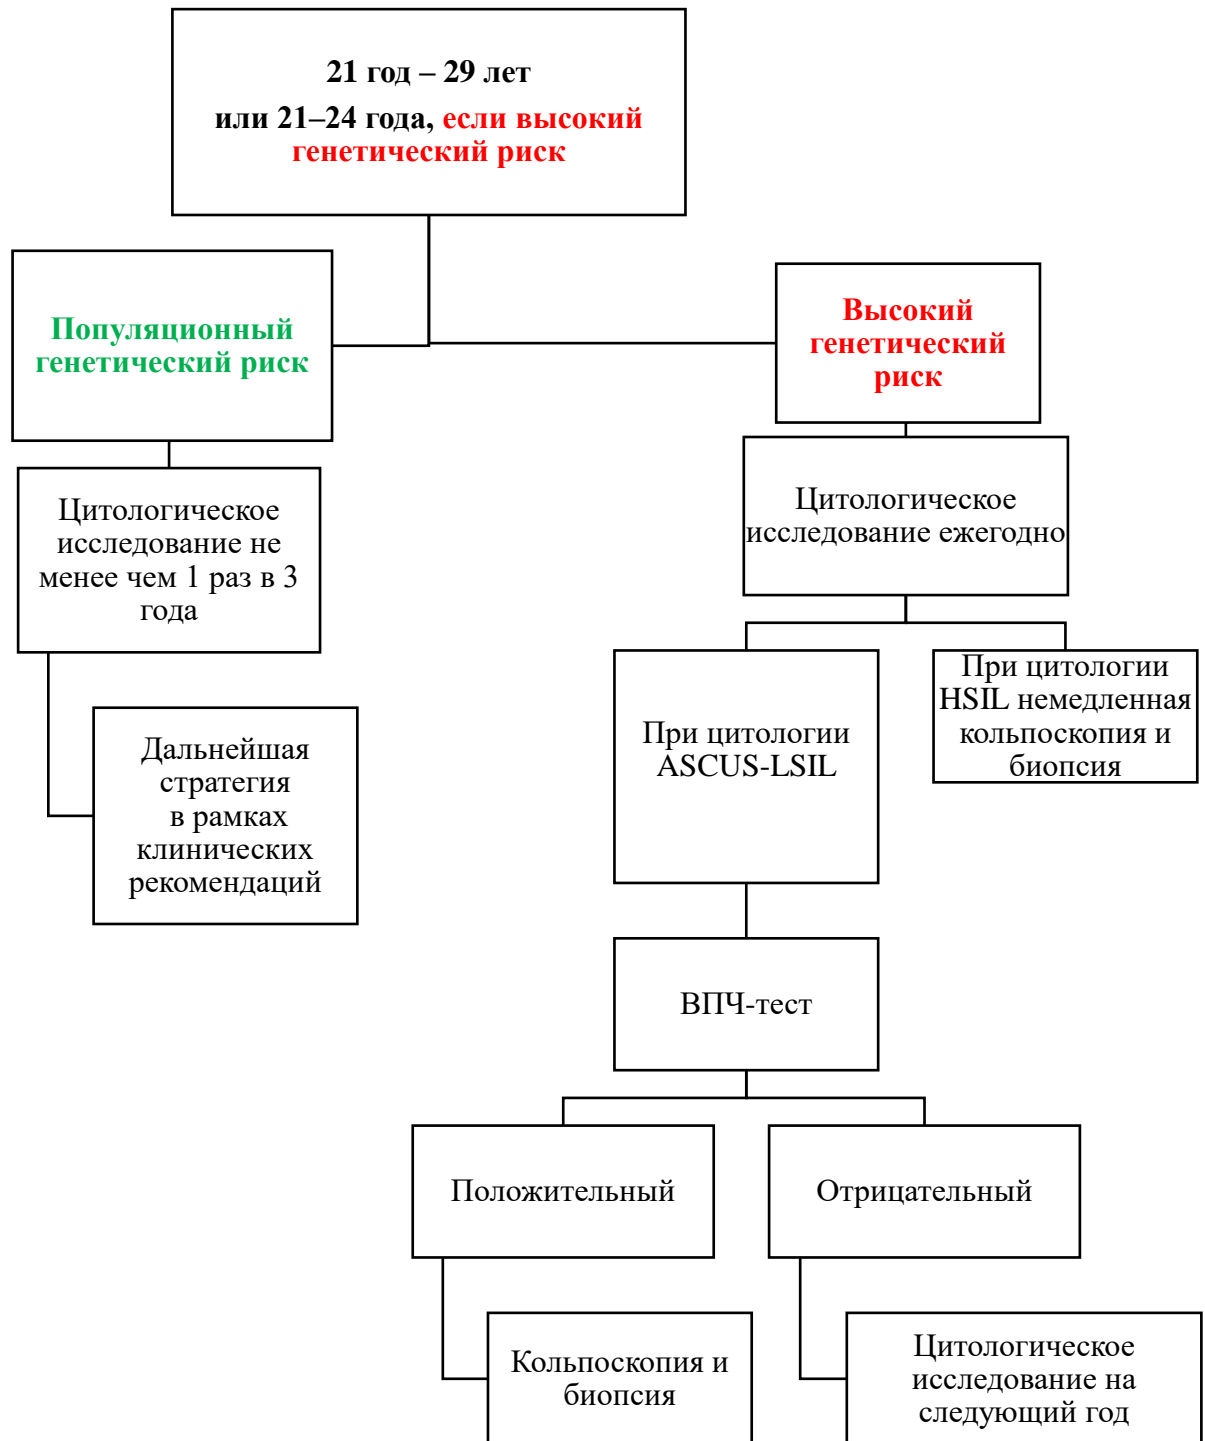 21 год – 29 лет
или 21–24 года, если высокий
генетический риск
Популяционный
генетический риск
Высокий
генетический
риск
Цитологическое
исследование не
менее чем 1 раз в 3
года
Цитологическое
исследование ежегодно
Дальнейшая
стратегия
в рамках
клинических
рекомендаций
При цитологии
ASCUS-LSIL
При цитологии
HSIL немедленная
кольпоскопия и
биопсия
ВПЧ-тест
Положительный
Отрицательный
Кольпоскопия и
биопсия
Цитологическое
исследование на
следующий год